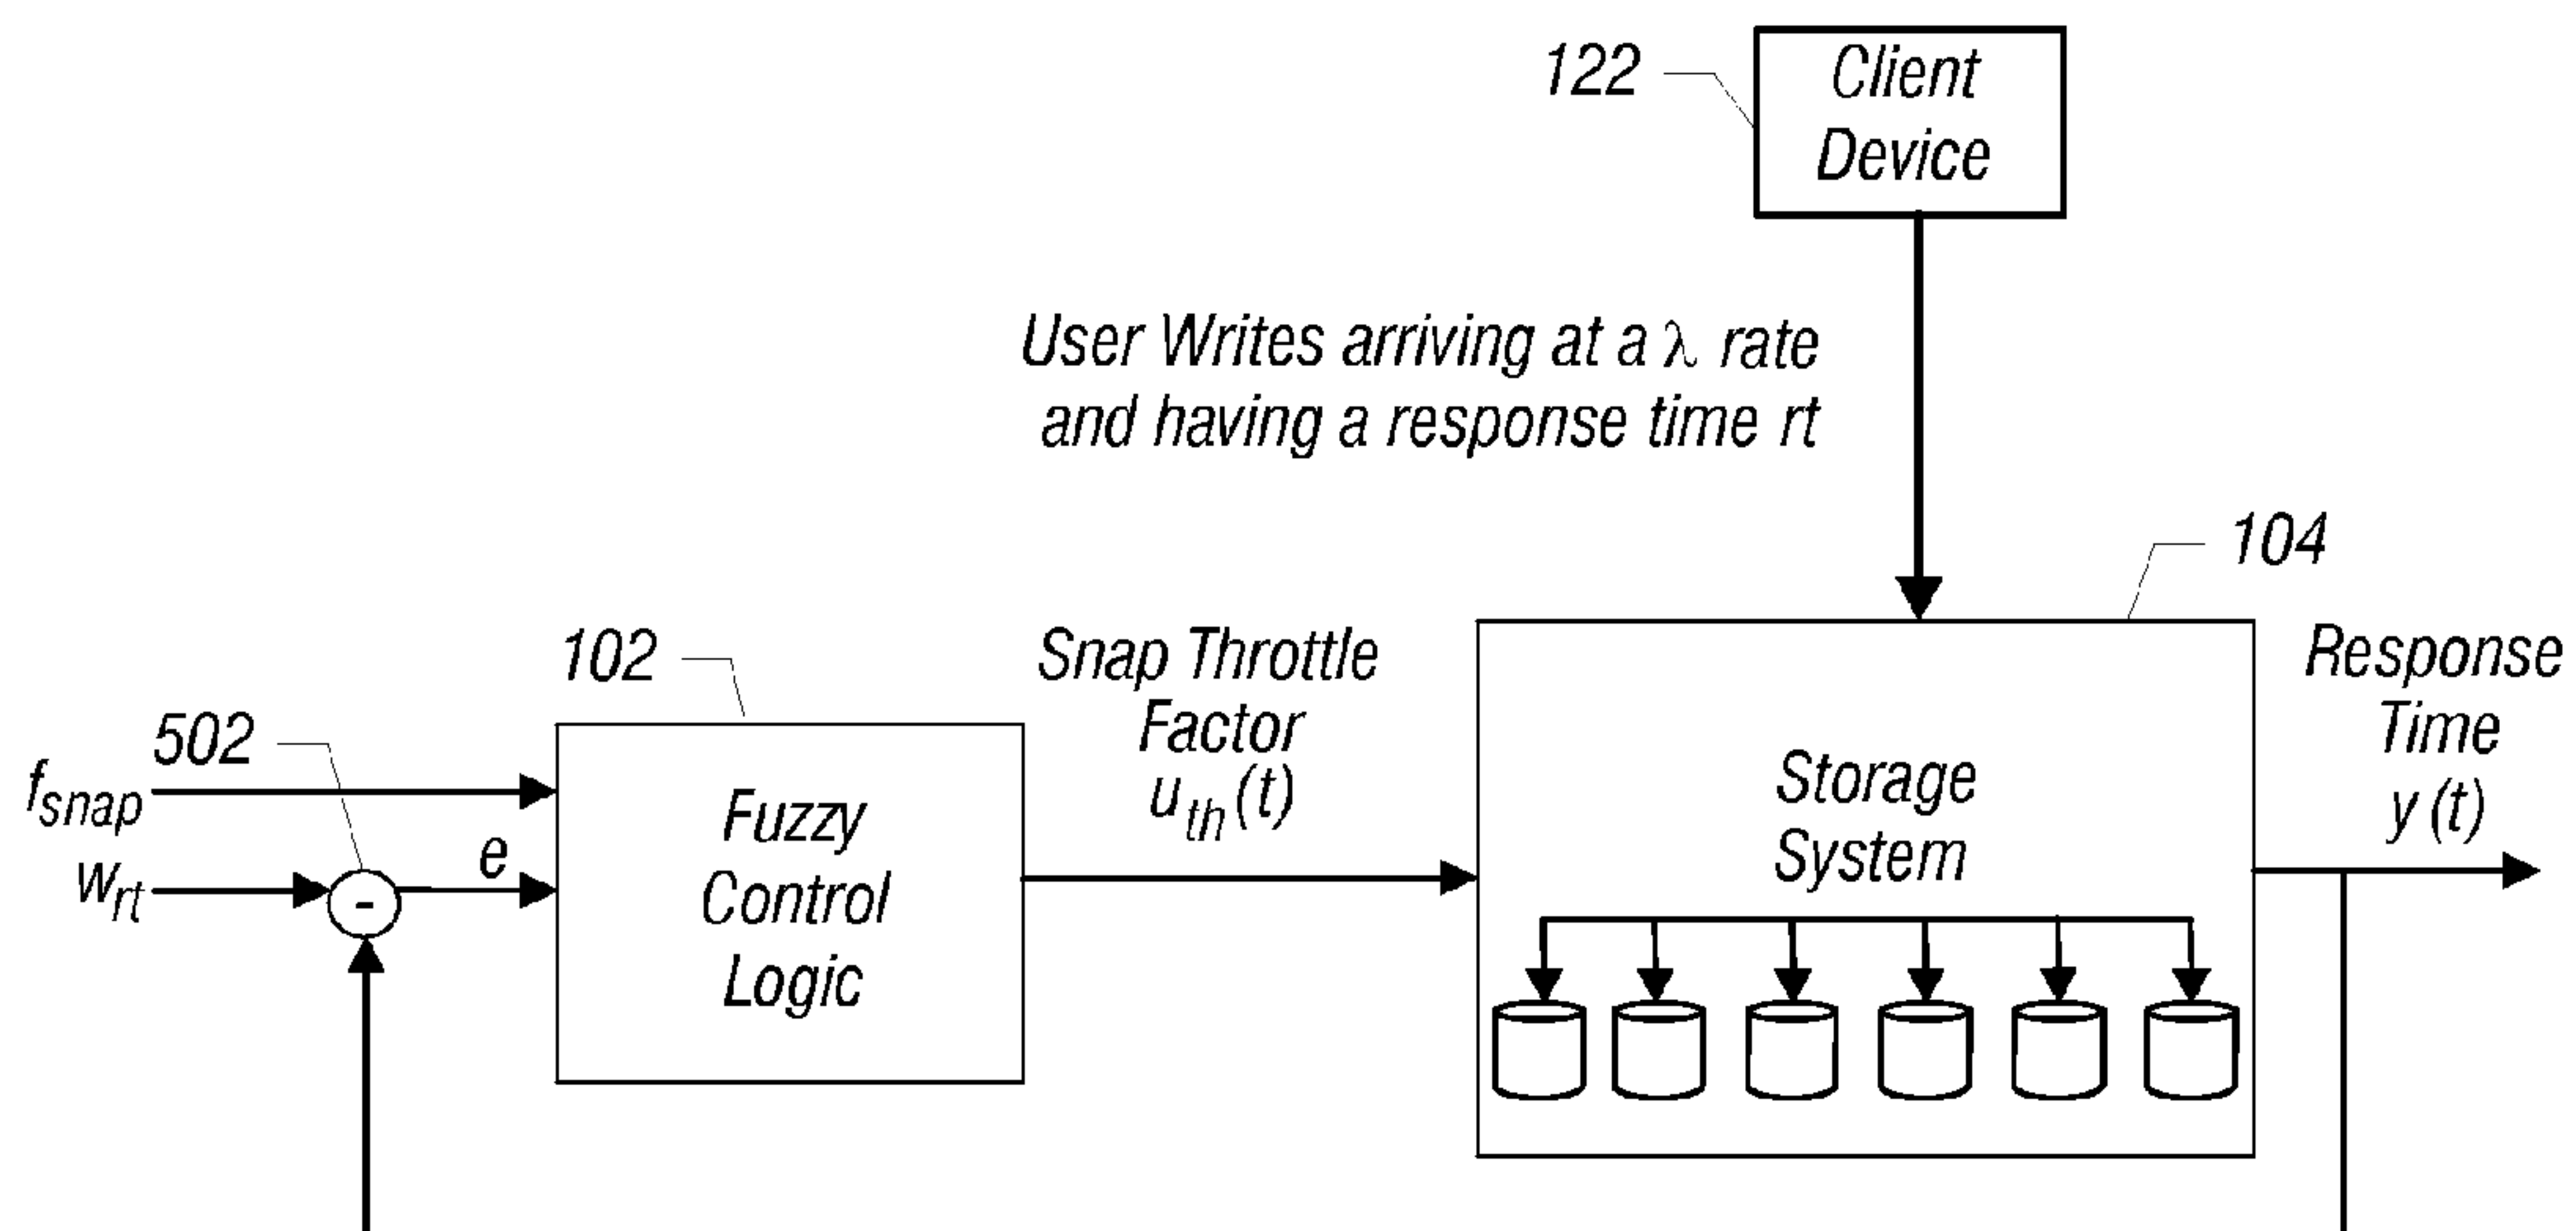 122
Client
Device
User Writes arriving at a λ rate
and having a response time rt
104
102
Snap Throttle
Factor
u_th(t)
Response
Time
y (t)
502
f_snap
w_rt
-
e
Fuzzy
Control
Logic
Storage
System